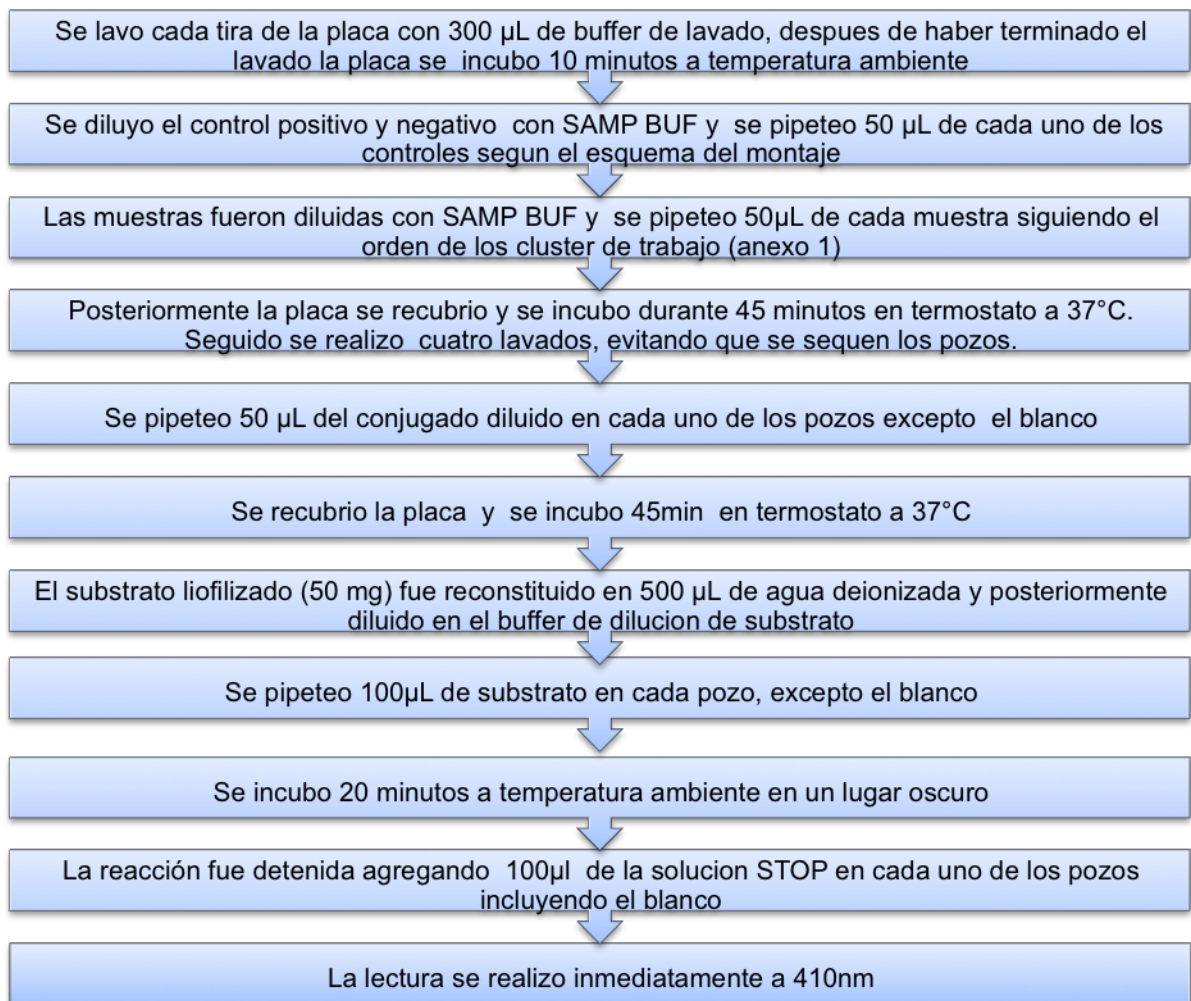 Se lavo cada tira de la placa con 300 µL de buffer de lavado, despues de haber terminado el
lavado la placa se incubo 10 minutos a temperatura ambiente
Se diluyo el control positivo y negativo con SAMP BUF y se pipeteo 50 µL de cada uno de los
controles segun el esquema del montaje
Las muestras fueron diluidas con SAMP BUF y se pipeteo 50µL de cada muestra siguiendo el
orden de los cluster de trabajo (anexo 1)
Posteriormente la placa se recubrio y se incubo durante 45 minutos en termostato a 37°C.
Seguido se realizo cuatro lavados, evitando que se sequen los pozos.
Se pipeteo 50 µL del conjugado diluido en cada uno de los pozos excepto el blanco
Se recubrio la placa y se incubo 45min en termostato a 37°C
El substrato liofilizado (50 mg) fue reconstituido en 500 µL de agua deionizada y posteriormente
diluido en el buffer de dilucion de substrato
Se pipeteo 100µL de substrato en cada pozo, excepto el blanco
Se incubo 20 minutos a temperatura ambiente en un lugar oscuro
La reacción fue detenida agregando 100µl de la solucion STOP en cada uno de los pozos
incluyendo el blanco
La lectura se realizo inmediatamente a 410nm